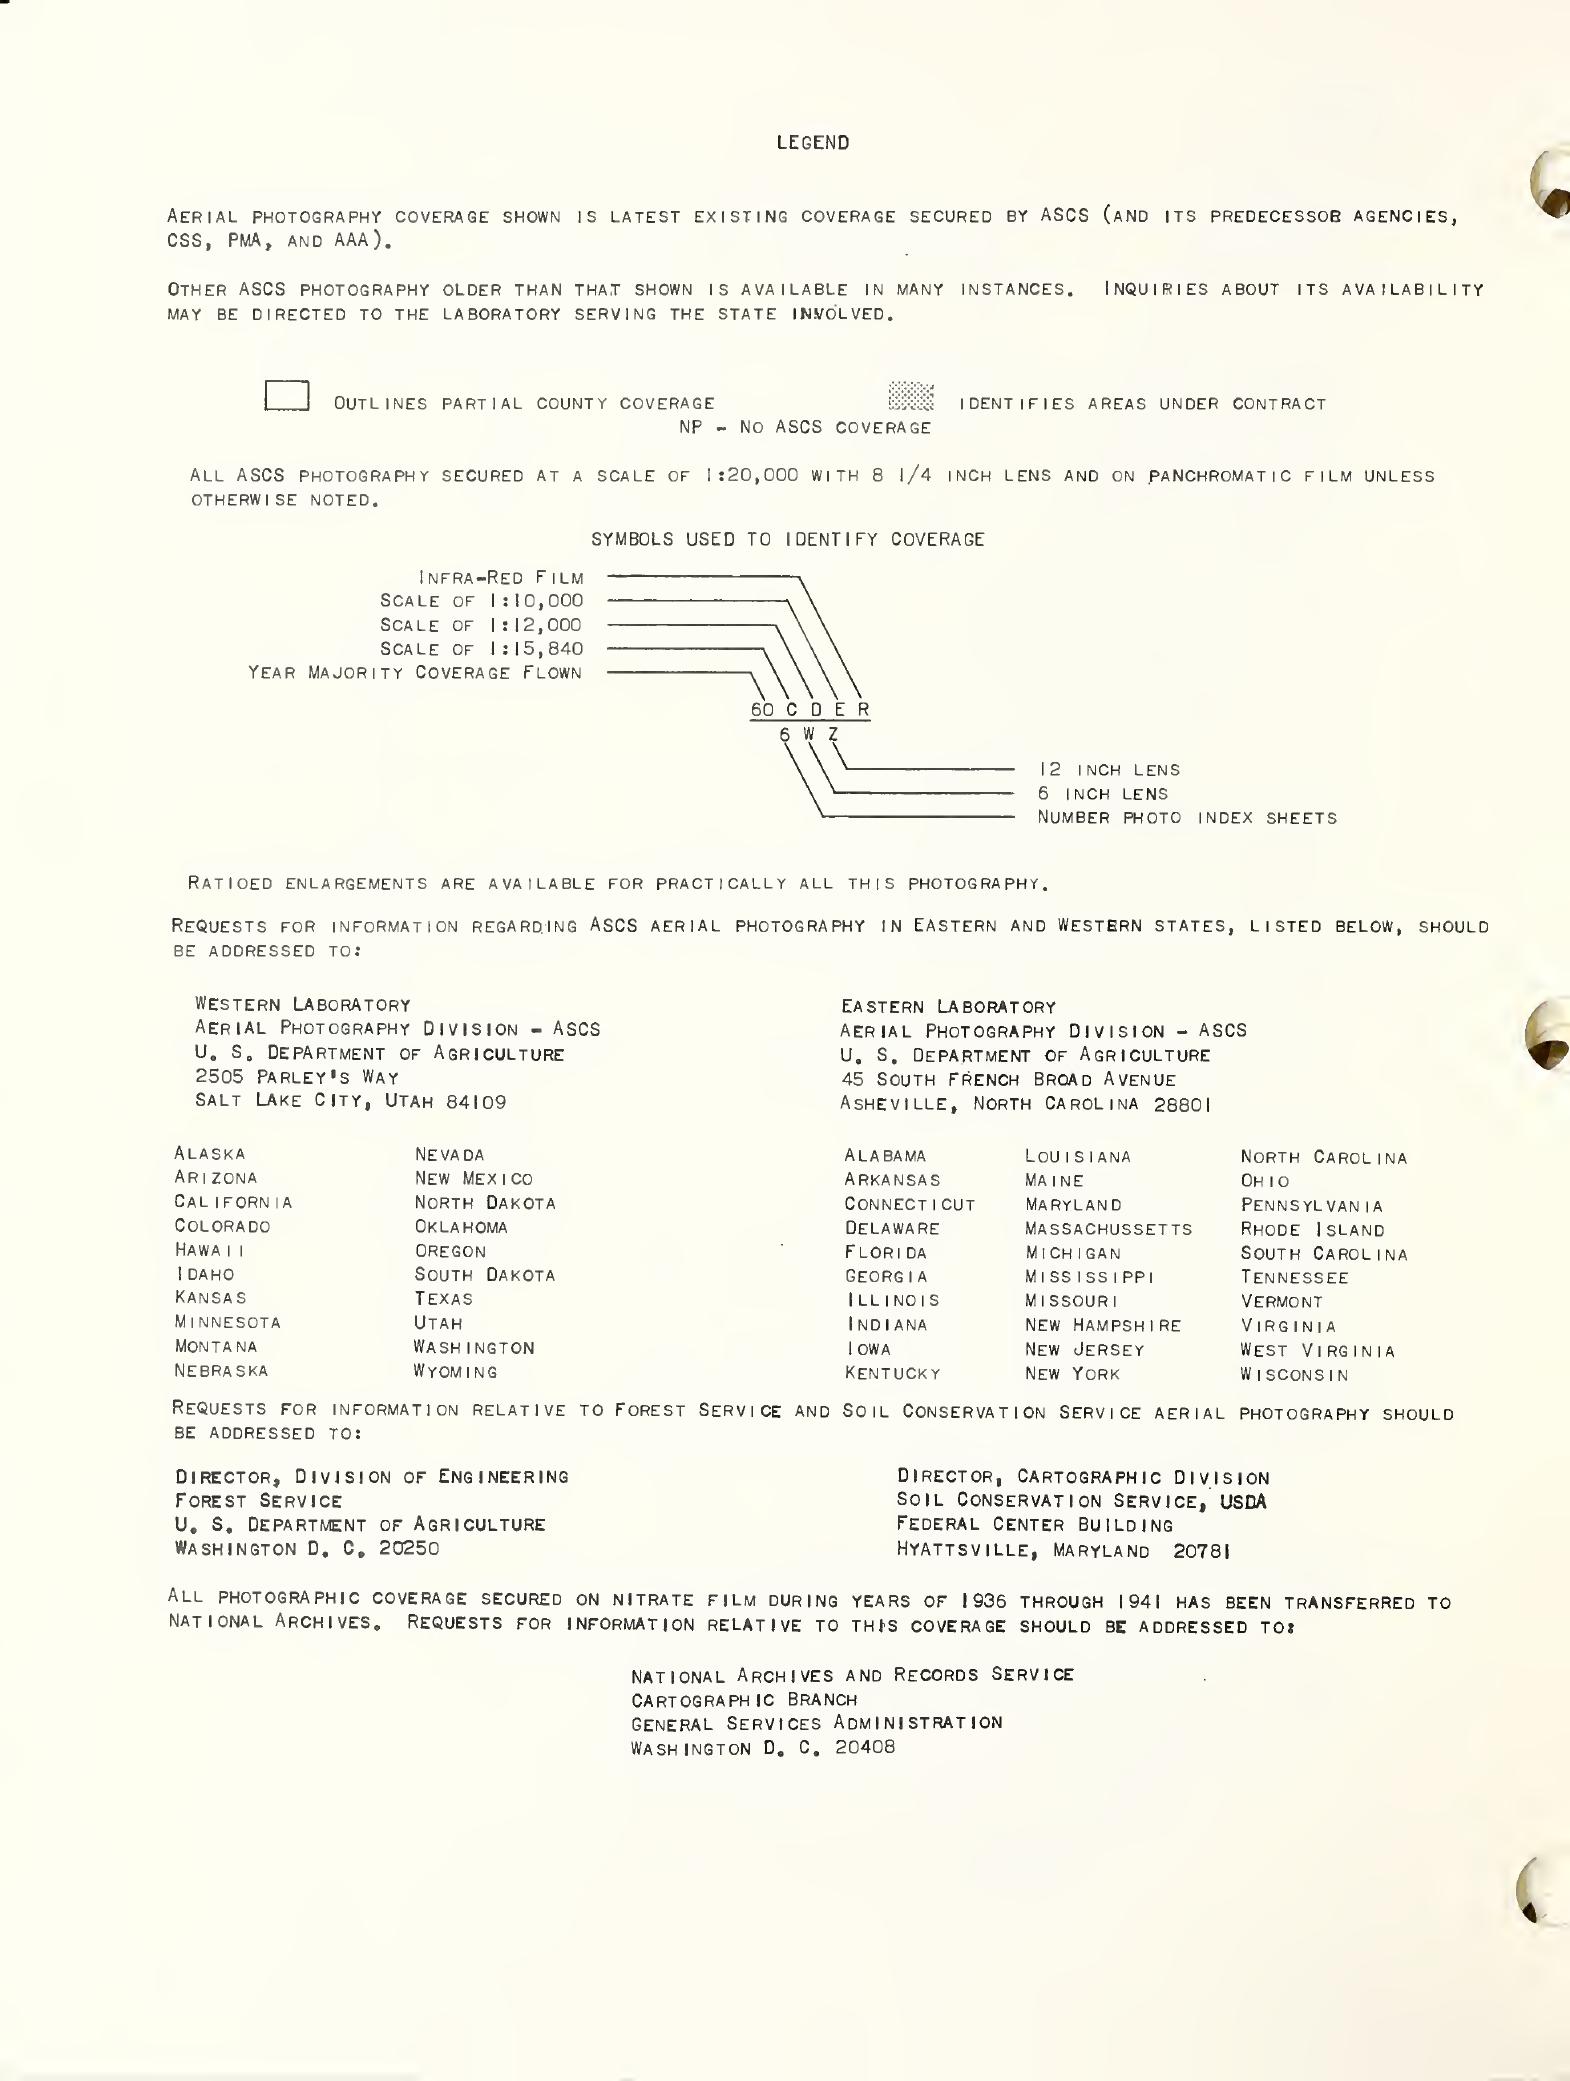 LEGEND
AERIAL PHOTOGRAPHY COVERAGE SHOWN IS LATEST EXISTING COVERAGE SECURED BY ASCS (AND ITS PREDECESSOR AGENCIES,
CSS, PMA, AND AAA).
OTHER ASCS PHOTOGRAPHY OLDER THAN THAT SHOWN IS AVAILABLE IN MANY INSTANCES. INQUIRIES ABOUT ITS AVAILABILITY
MAY BE DIRECTED TO THE LABORATORY SERVING THE STATE INVOLVED.
OUTLINES PARTIAL COUNTY COVERAGE IDENTIFIES AREAS UNDER CONTRACT
NP - NO ASCS COVERAGE
ALL ASCS PHOTOGRAPHY SECURED AT A SCALE OF 1:20,000 WITH 8 1/4 INCH LENS AND ON PANCHROMATIC FILM UNLESS
OTHERWISE NOTED.
SYMBOLS USED TO IDENTIFY COVERAGE
INFRA-RED FILM
SCALE OF 1:10,000
SCALE OF 1:12,000
SCALE OF 1:15,840
YEAR MAJORITY COVERAGE FLOWN
60 C D E R
6 W Z
12 INCH LENS
6 INCH LENS
NUMBER PHOTO INDEX SHEETS
RATIOED ENLARGEMENTS ARE AVAILABLE FOR PRACTICALLY ALL THIS PHOTOGRAPHY.
REQUESTS FOR INFORMATION REGARDING ASCS AERIAL PHOTOGRAPHY IN EASTERN AND WESTERN STATES, LISTED BELOW, SHOULD
BE ADDRESSED TO:
WESTERN LABORATORY
AERIAL PHOTOGRAPHY DIVISION - ASCS
U. S. DEPARTMENT OF AGRICULTURE
2505 PARLEY'S WAY
SALT LAKE CITY, UTAH 84109
EASTERN LABORATORY
AERIAL PHOTOGRAPHY DIVISION - ASCS
U. S. DEPARTMENT OF AGRICULTURE
45 SOUTH FRENCH BROAD AVENUE
ASHEVILLE, NORTH CAROLINA 28801
ALASKA NEVADA
ARIZONA NEW MEXICO
CALIFORNIA NORTH DAKOTA
COLORADO OKLAHOMA
HAWAII OREGON
IDAHO SOUTH DAKOTA
KANSAS TEXAS
MINNESOTA UTAH
MONTANA WASHINGTON
NEBRASKA WYOMING
ALABAMA LOUISIANA NORTH CAROLINA
ARKANSAS MAINE OHIO
CONNECTICUT MARYLAND PENNSYLVANIA
DELAWARE MASSACHUSSETTS RHODE ISLAND
FLORIDA MICHIGAN SOUTH CAROLINA
GEORGIA MISSISSIPPI TENNESSEE
ILLINOIS MISSOURI VERMONT
INDIANA NEW HAMPSHIRE VIRGINIA
IOWA NEW JERSEY WEST VIRGINIA
KENTUCKY NEW YORK WISCONSIN
REQUESTS FOR INFORMATION RELATIVE TO FOREST SERVICE AND SOIL CONSERVATION SERVICE AERIAL PHOTOGRAPHY SHOULD
BE ADDRESSED TO:
DIRECTOR, DIVISION OF ENGINEERING
FOREST SERVICE
U. S. DEPARTMENT OF AGRICULTURE
WASHINGTON D. C. 20250
DIRECTOR, CARTOGRAPHIC DIVISION
SOIL CONSERVATION SERVICE, USDA
FEDERAL CENTER BUILDING
HYATTSVILLE, MARYLAND 20781
ALL PHOTOGRAPHIC COVERAGE SECURED ON NITRATE FILM DURING YEARS OF 1936 THROUGH 1941 HAS BEEN TRANSFERRED TO
NATIONAL ARCHIVES. REQUESTS FOR INFORMATION RELATIVE TO THIS COVERAGE SHOULD BE ADDRESSED TO:
NATIONAL ARCHIVES AND RECORDS SERVICE
CARTOGRAPHIC BRANCH
GENERAL SERVICES ADMINISTRATION
WASHINGTON D. C. 20408